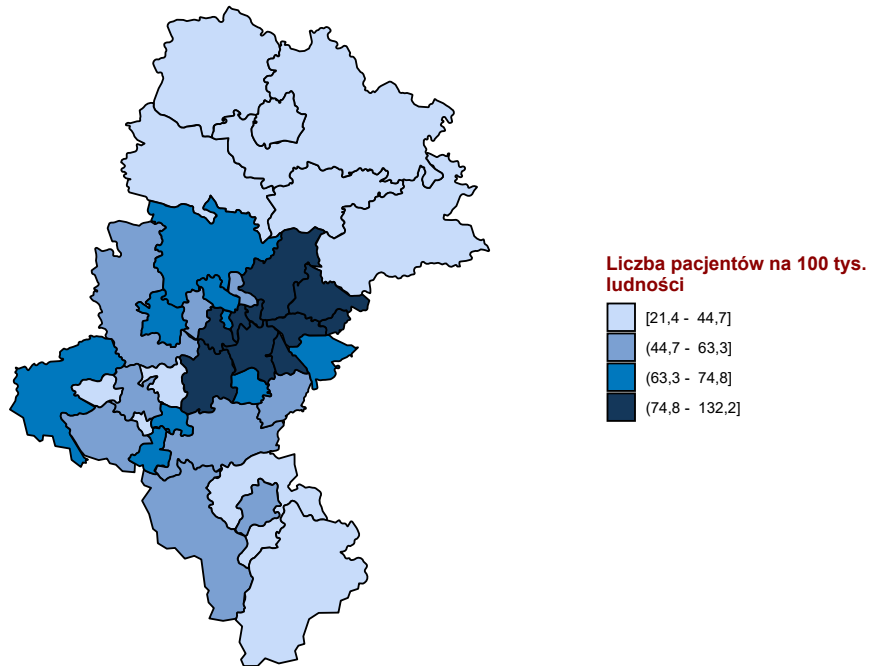 Liczba pacjentów na 100 tys.
ludności
[21,4 - 44,7]
(44,7 - 63,3]
(63,3 - 74,8]
(74,8 - 132,2]